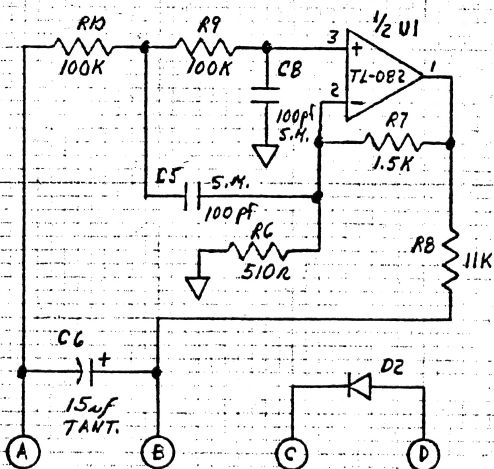 R10
100K
R9
100K
C8
100pf
S.M.
1/2 U1
3
+
TL-082
1
2
-
R7
1.5K
C5
S.M.
100pf
R6
510Ω
R8
11K
C6
+
15uf
TANT.
D2
A
B
C
D